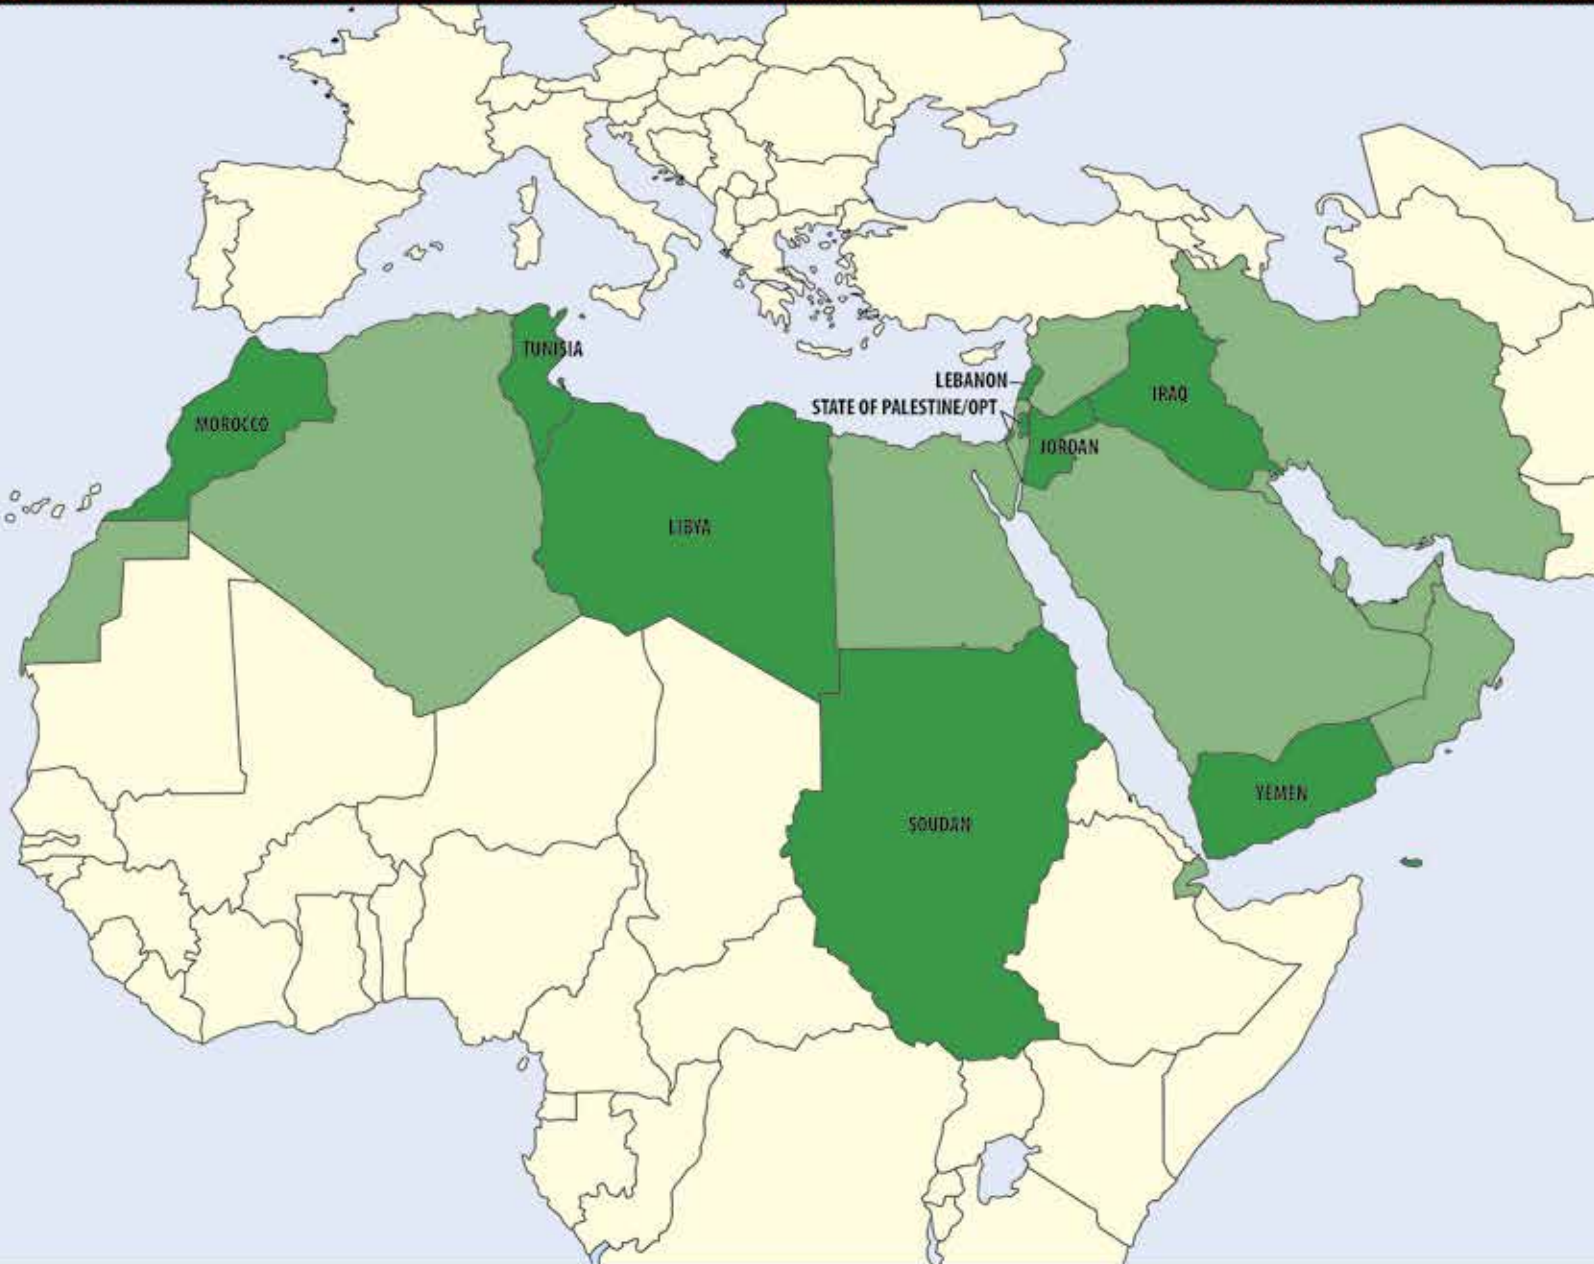 TUNISIA
LEBANON
IRAQ
STATE OF PALESTINE/OPT
MOROCCO
JORDAN
LIBYA
YEMEN
SOUDAN